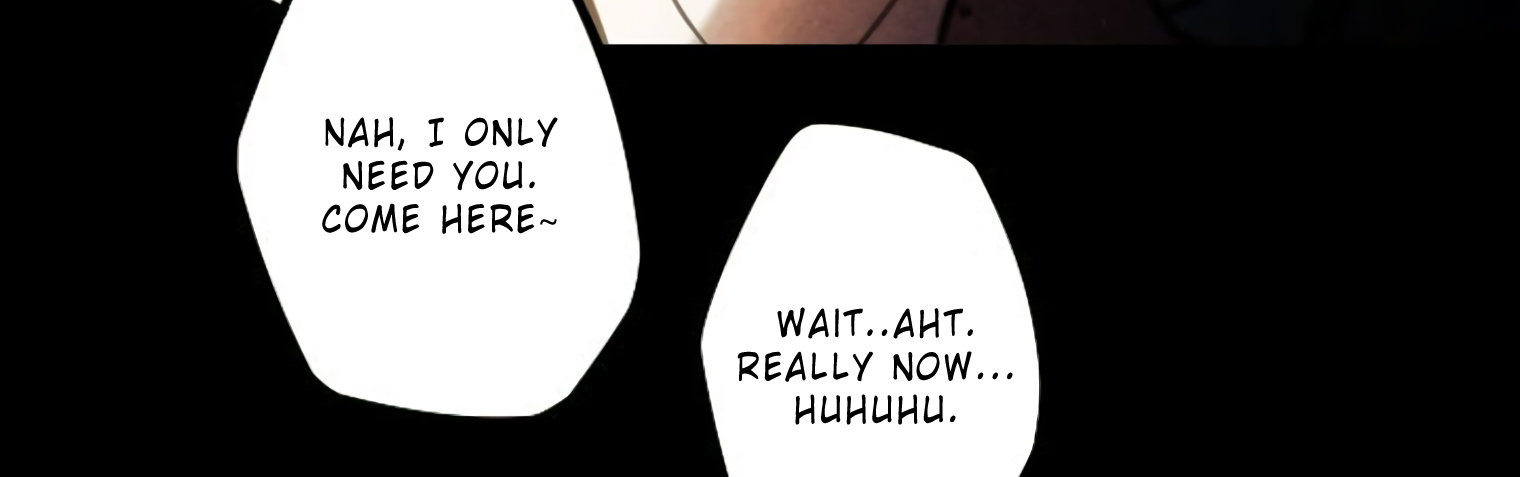 NAH, I ONLY
NEED YOU.
COME HERE~
WAIT..AHT.
REALLY NOW...
HUHUHU.